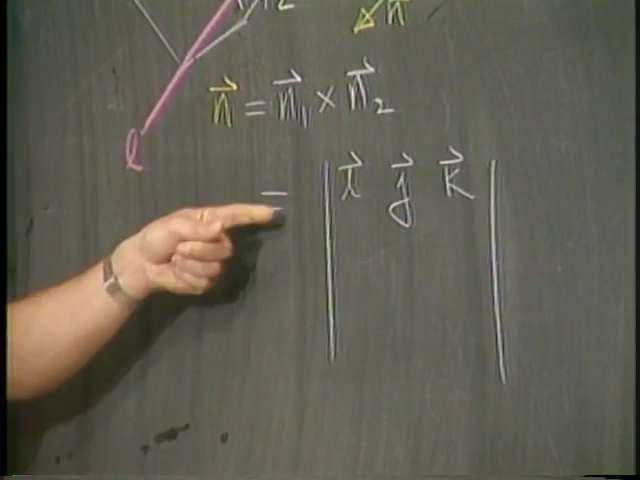 n⃗
n⃗ = n⃗₁ × n⃗₂
ℓ
= | i⃗ j⃗ k⃗ |